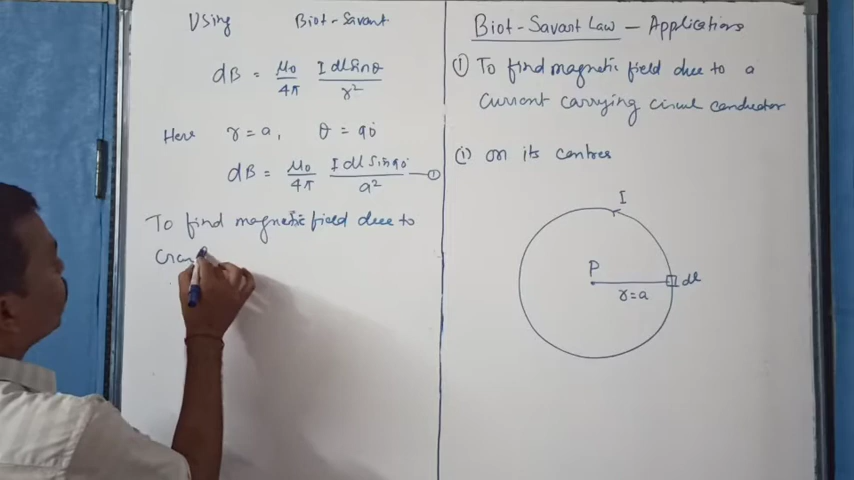 Using Biot-Savart
dB = μ₀/4π I dl sinθ/r²
Here r = a, θ = 90°
dB = μ₀/4π I dl sin 90°/a² — ①
To find magnetic field due to
Biot-Savart Law — Applications
① To find magnetic field due to a
Current carrying circul conductor
(i) on its centre
I
P
dl
r=a